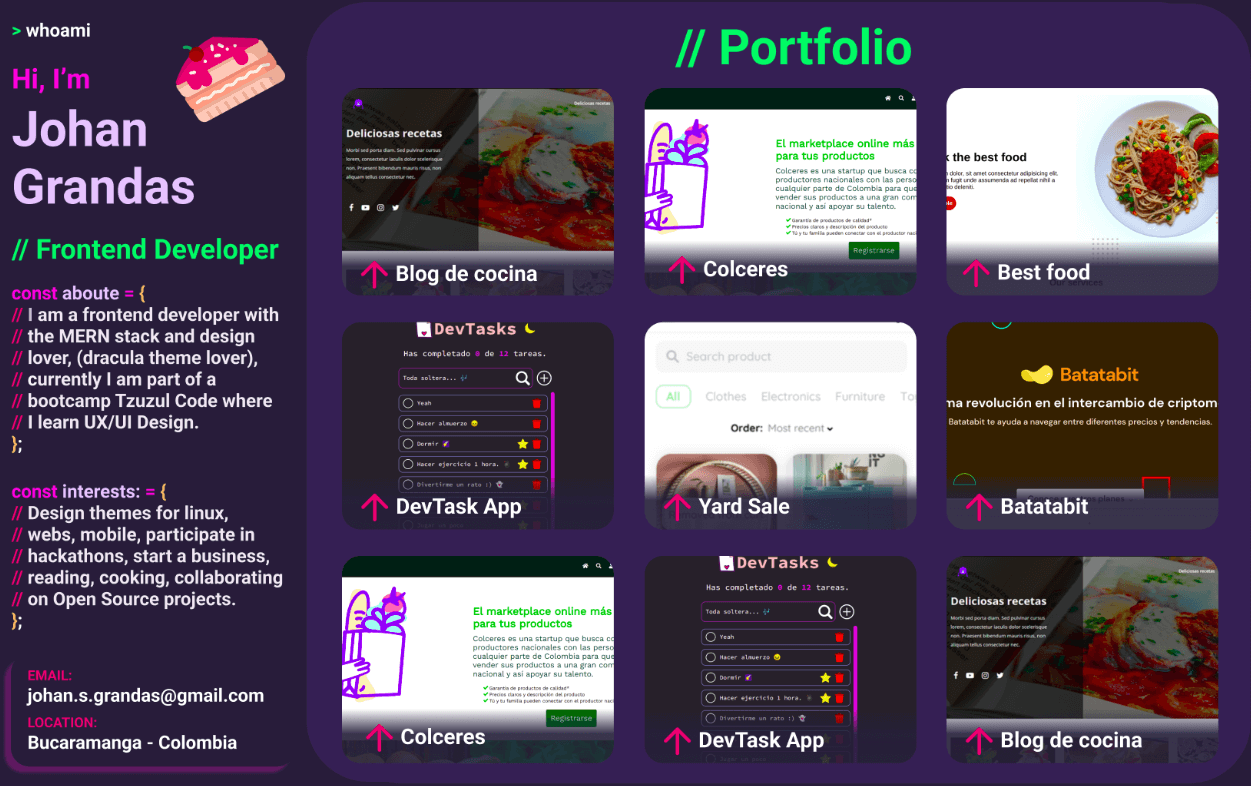 > whoami
Hi, I’m
Johan
Grandas
// Frontend Developer
const aboute = {
// I am a frontend developer with
// the MERN stack and design
// lover, (dracula theme lover),
// currently I am part of a
// bootcamp Tzuzul Code where
// I learn UX/UI Design.
};
const interests: = {
// Design themes for linux,
// webs, mobile, participate in
// hackathons, start a business,
// reading, cooking, collaborating
// on Open Source projects.
};
EMAIL:
johan.s.grandas@gmail.com
LOCATION:
Bucaramanga - Colombia
// Portfolio
Deliciosas recetas
Deliciosas recetas
Morbi sed porta diam. Sed pulvinar cursus
lorem, consectetur iaculis dolor scelerisque
non. Praesent bibendum mauris risus, non
aliquam tellus consectetur nec.
Blog de cocina
El marketplace online más
para tus productos
Colceres es una startup que busca co
productores nacionales con las perso
cualquier parte de Colombia para que
vender sus productos a una gran com
nacional y asi apoyar su talento.
Garantia de productos de calidad*
Precios claros y descripción del producto
Tú y tu familia pueden conectar con el productor nac
Registrarse
Colceres
k the best food
dolor, sit amet consectetur adipisicing elit.
fugit unde assumenda ad repellat nihil a
bio deleniti.
Our services
Best food
DevTasks
Has completado 0 de 12 tareas.
Toda soltera...
Yeah
Hacer almuerzo
Dormir
Hacer ejercicio 1 hora.
Divertirme un rato :)
DevTask App
Search product
All Clothes Electronics Furniture To
Order: Most recent
Yard Sale
Batatabit
ma revolución en el intercambio de criptom
Batatabit te ayuda a navegar entre diferentes precios y tendencias.
Batatabit
El marketplace online más
para tus productos
Colceres es una startup que busca co
productores nacionales con las perso
cualquier parte de Colombia para que
vender sus productos a una gran com
nacional y asi apoyar su talento.
Garantia de productos de calidad*
Precios claros y descripción del producto
Tú y tu familia pueden conectar con el productor nac
Registrarse
Colceres
DevTasks
Has completado 0 de 12 tareas.
Toda soltera...
Yeah
Hacer almuerzo
Dormir
Hacer ejercicio 1 hora.
Divertirme un rato :)
DevTask App
Deliciosas recetas
Deliciosas recetas
Morbi sed porta diam. Sed pulvinar cursus
lorem, consectetur iaculis dolor scelerisque
non. Praesent bibendum mauris risus, non
aliquam tellus consectetur nec.
Blog de cocina